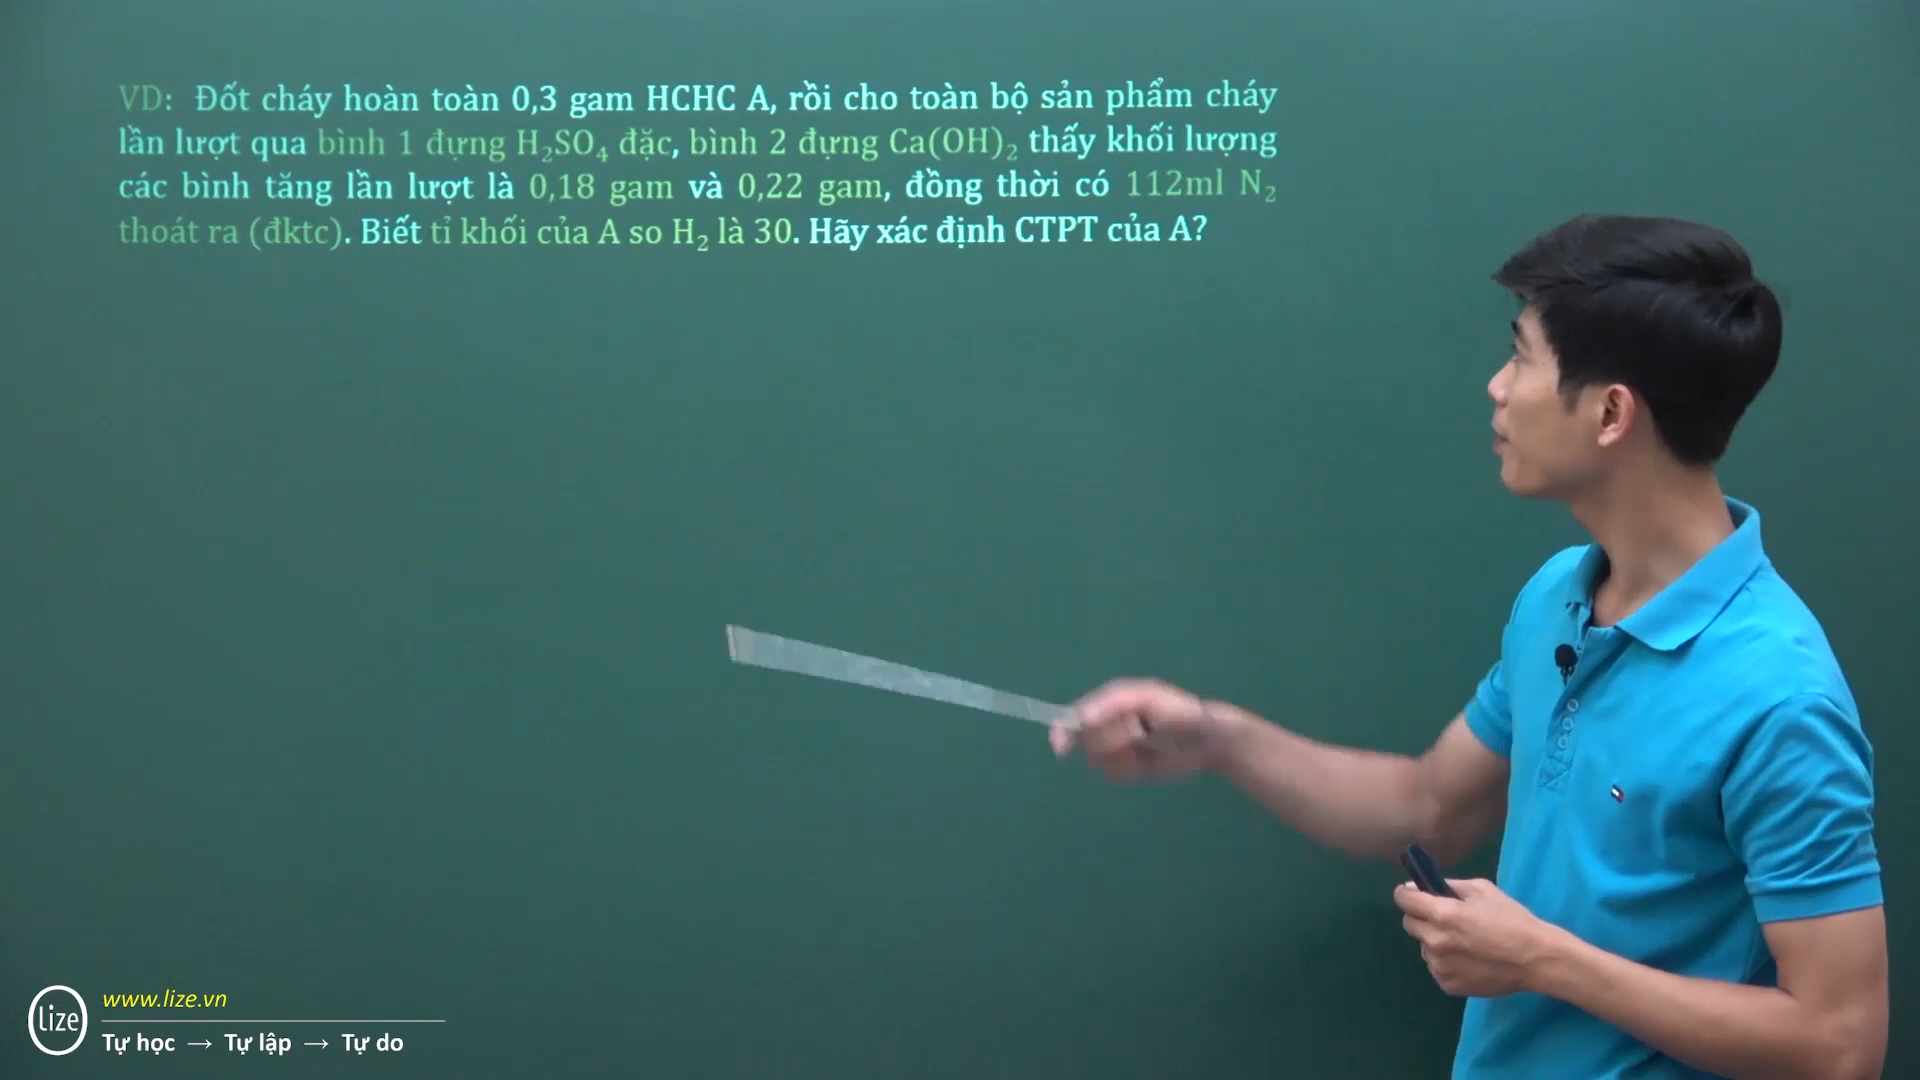 VD: Đốt cháy hoàn toàn 0,3 gam HCHC A, rồi cho toàn bộ sản phẩm cháy
lần lượt qua bình 1 đựng H₂SO₄ đặc, bình 2 đựng Ca(OH)₂ thấy khối lượng
các bình tăng lần lượt là 0,18 gam và 0,22 gam, đồng thời có 112ml N₂
thoát ra (đktc). Biết tỉ khối của A so H₂ là 30. Hãy xác định CTPT của A?
lize
www.lize.vn
Tự học → Tự lập → Tự do